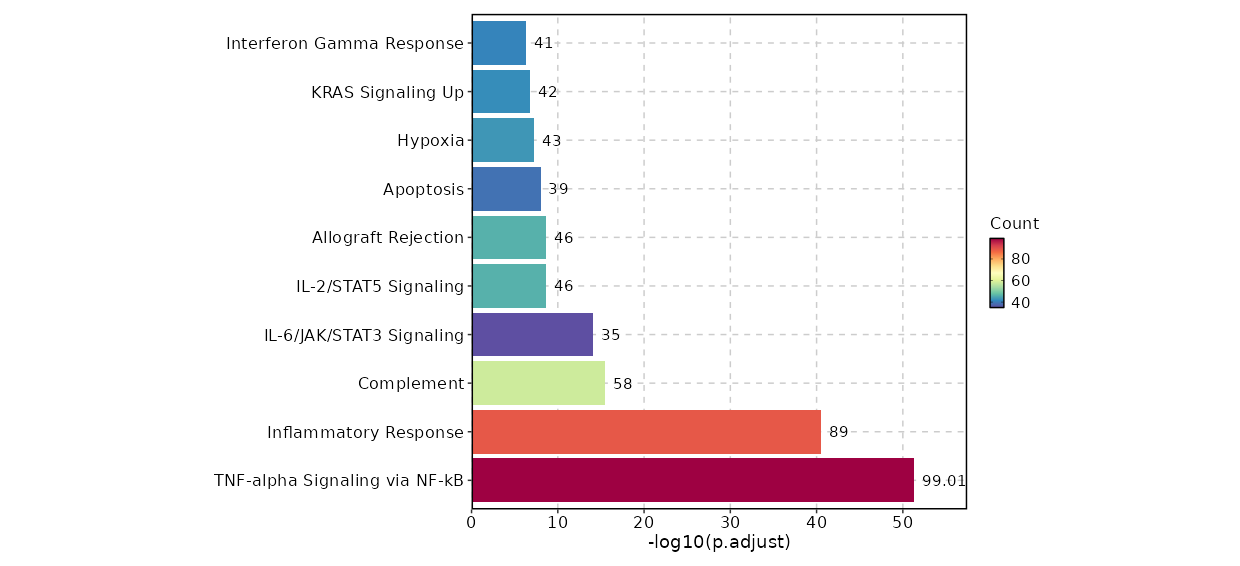 Interferon Gamma Response 41
KRAS Signaling Up 42
Hypoxia 43
Apoptosis 39
Allograft Rejection 46
IL-2/STAT5 Signaling 46
IL-6/JAK/STAT3 Signaling 35
Complement 58
Inflammatory Response 89
TNF-alpha Signaling via NF-kB 99.01
0 10 20 30 40 50
-log10(p.adjust)
Count
80
60
40